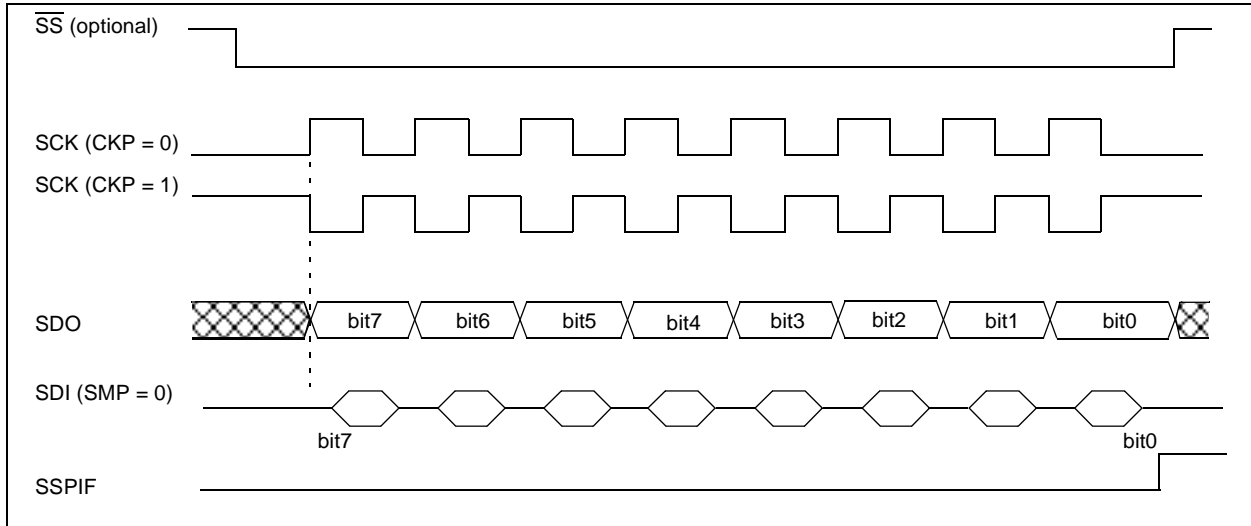 SS (optional)
SCK (CKP = 0)
SCK (CKP = 1)
SDO
bit7 bit6 bit5 bit4 bit3 bit2 bit1 bit0
SDI (SMP = 0)
bit7 bit0
SSPIF